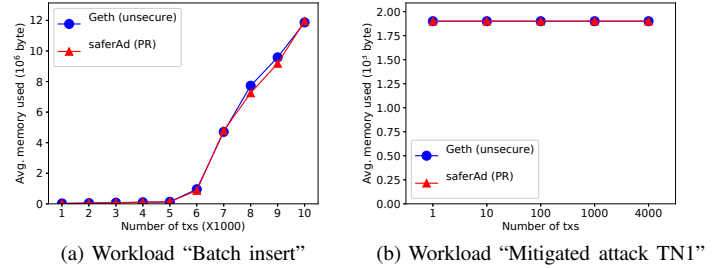 Avg. memory used (10⁶ byte)
12
10
8
6
4
2
0
Geth (unsecure)
saferAd (PR)
1 2 3 4 5 6 7 8 9 10
Number of txs (X1000)
(a) Workload “Batch insert”
Avg. memory used (10³ byte)
2.00
1.75
1.50
1.25
1.00
0.75
0.50
0.25
0.00
Geth (unsecure)
saferAd (PR)
1 10 100 1000 4000
Number of txs
(b) Workload “Mitigated attack TN1”